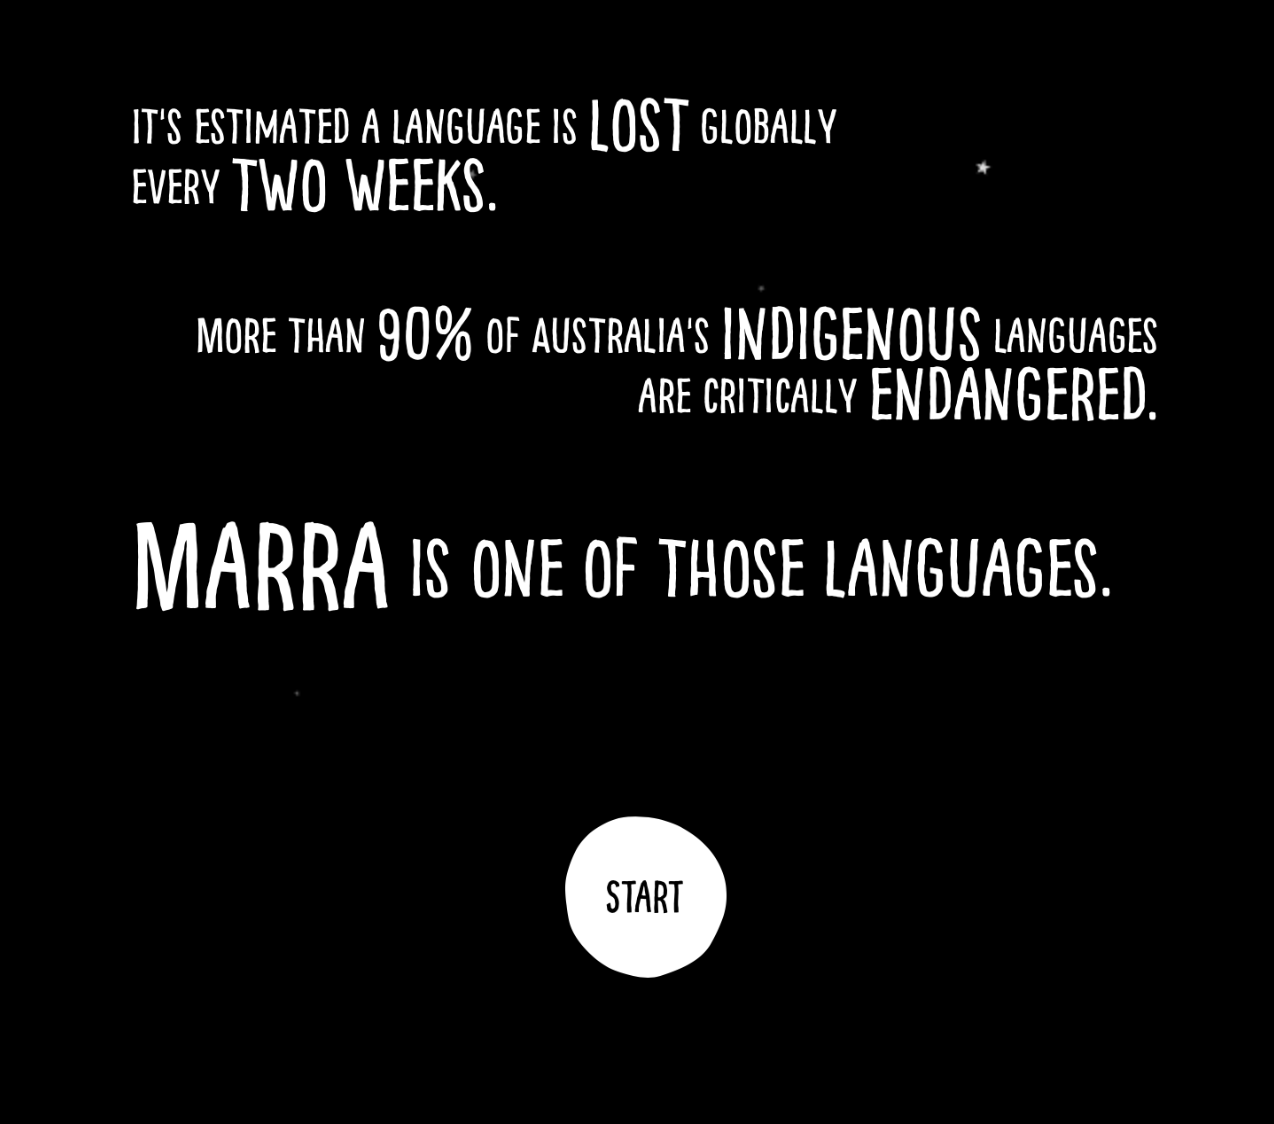 IT'S ESTIMATED A LANGUAGE IS LOST GLOBALLY
EVERY TWO WEEKS.
MORE THAN 90% OF AUSTRALIA'S INDIGENOUS LANGUAGES
ARE CRITICALLY ENDANGERED.
MARRA IS ONE OF THOSE LANGUAGES.
START